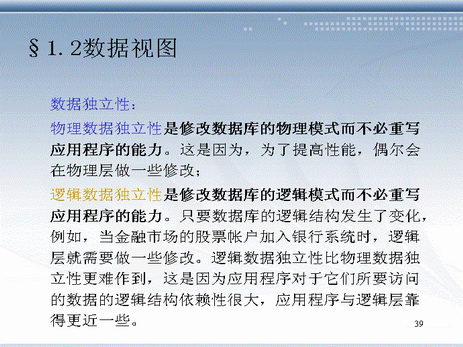 §1.2数据视图
数据独立性：
物理数据独立性是修改数据库的物理模式而不必重写
应用程序的能力。这是因为，为了提高性能，偶尔会
在物理层做一些修改；
逻辑数据独立性是修改数据库的逻辑模式而不必重写
应用程序的能力。只要数据库的逻辑结构发生了变化，
例如，当金融市场的股票帐户加入银行系统时，逻辑
层就需要做一些修改。逻辑数据独立性比物理数据独
立性更难作到，这是因为应用程序对于它们所要访问
的数据的逻辑结构依赖性很大，应用程序与逻辑层靠
得更近一些。
39